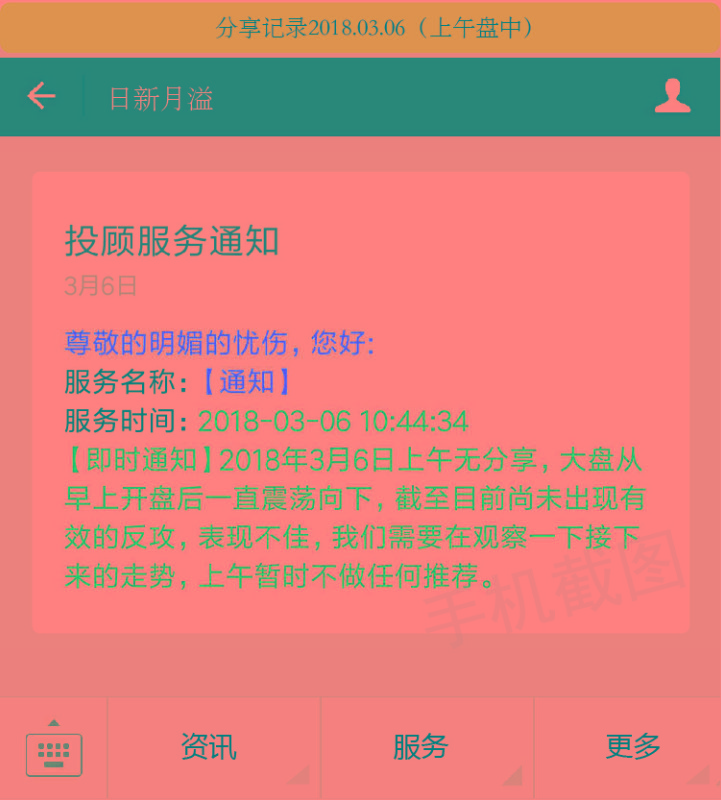 分享记录2018.03.06（上午盘中）
日新月溢
投顾服务通知
3月6日
尊敬的明媚的忧伤，您好:
服务名称：【通知】
服务时间：2018-03-06 10:44:34
【即时通知】2018年3月6日上午无分享，大盘从
早上开盘后一直震荡向下，截至目前尚未出现有
效的反攻，表现不佳，我们需要在观察一下接下
来的走势，上午暂时不做任何推荐。
手机截图
资讯
服务
更多